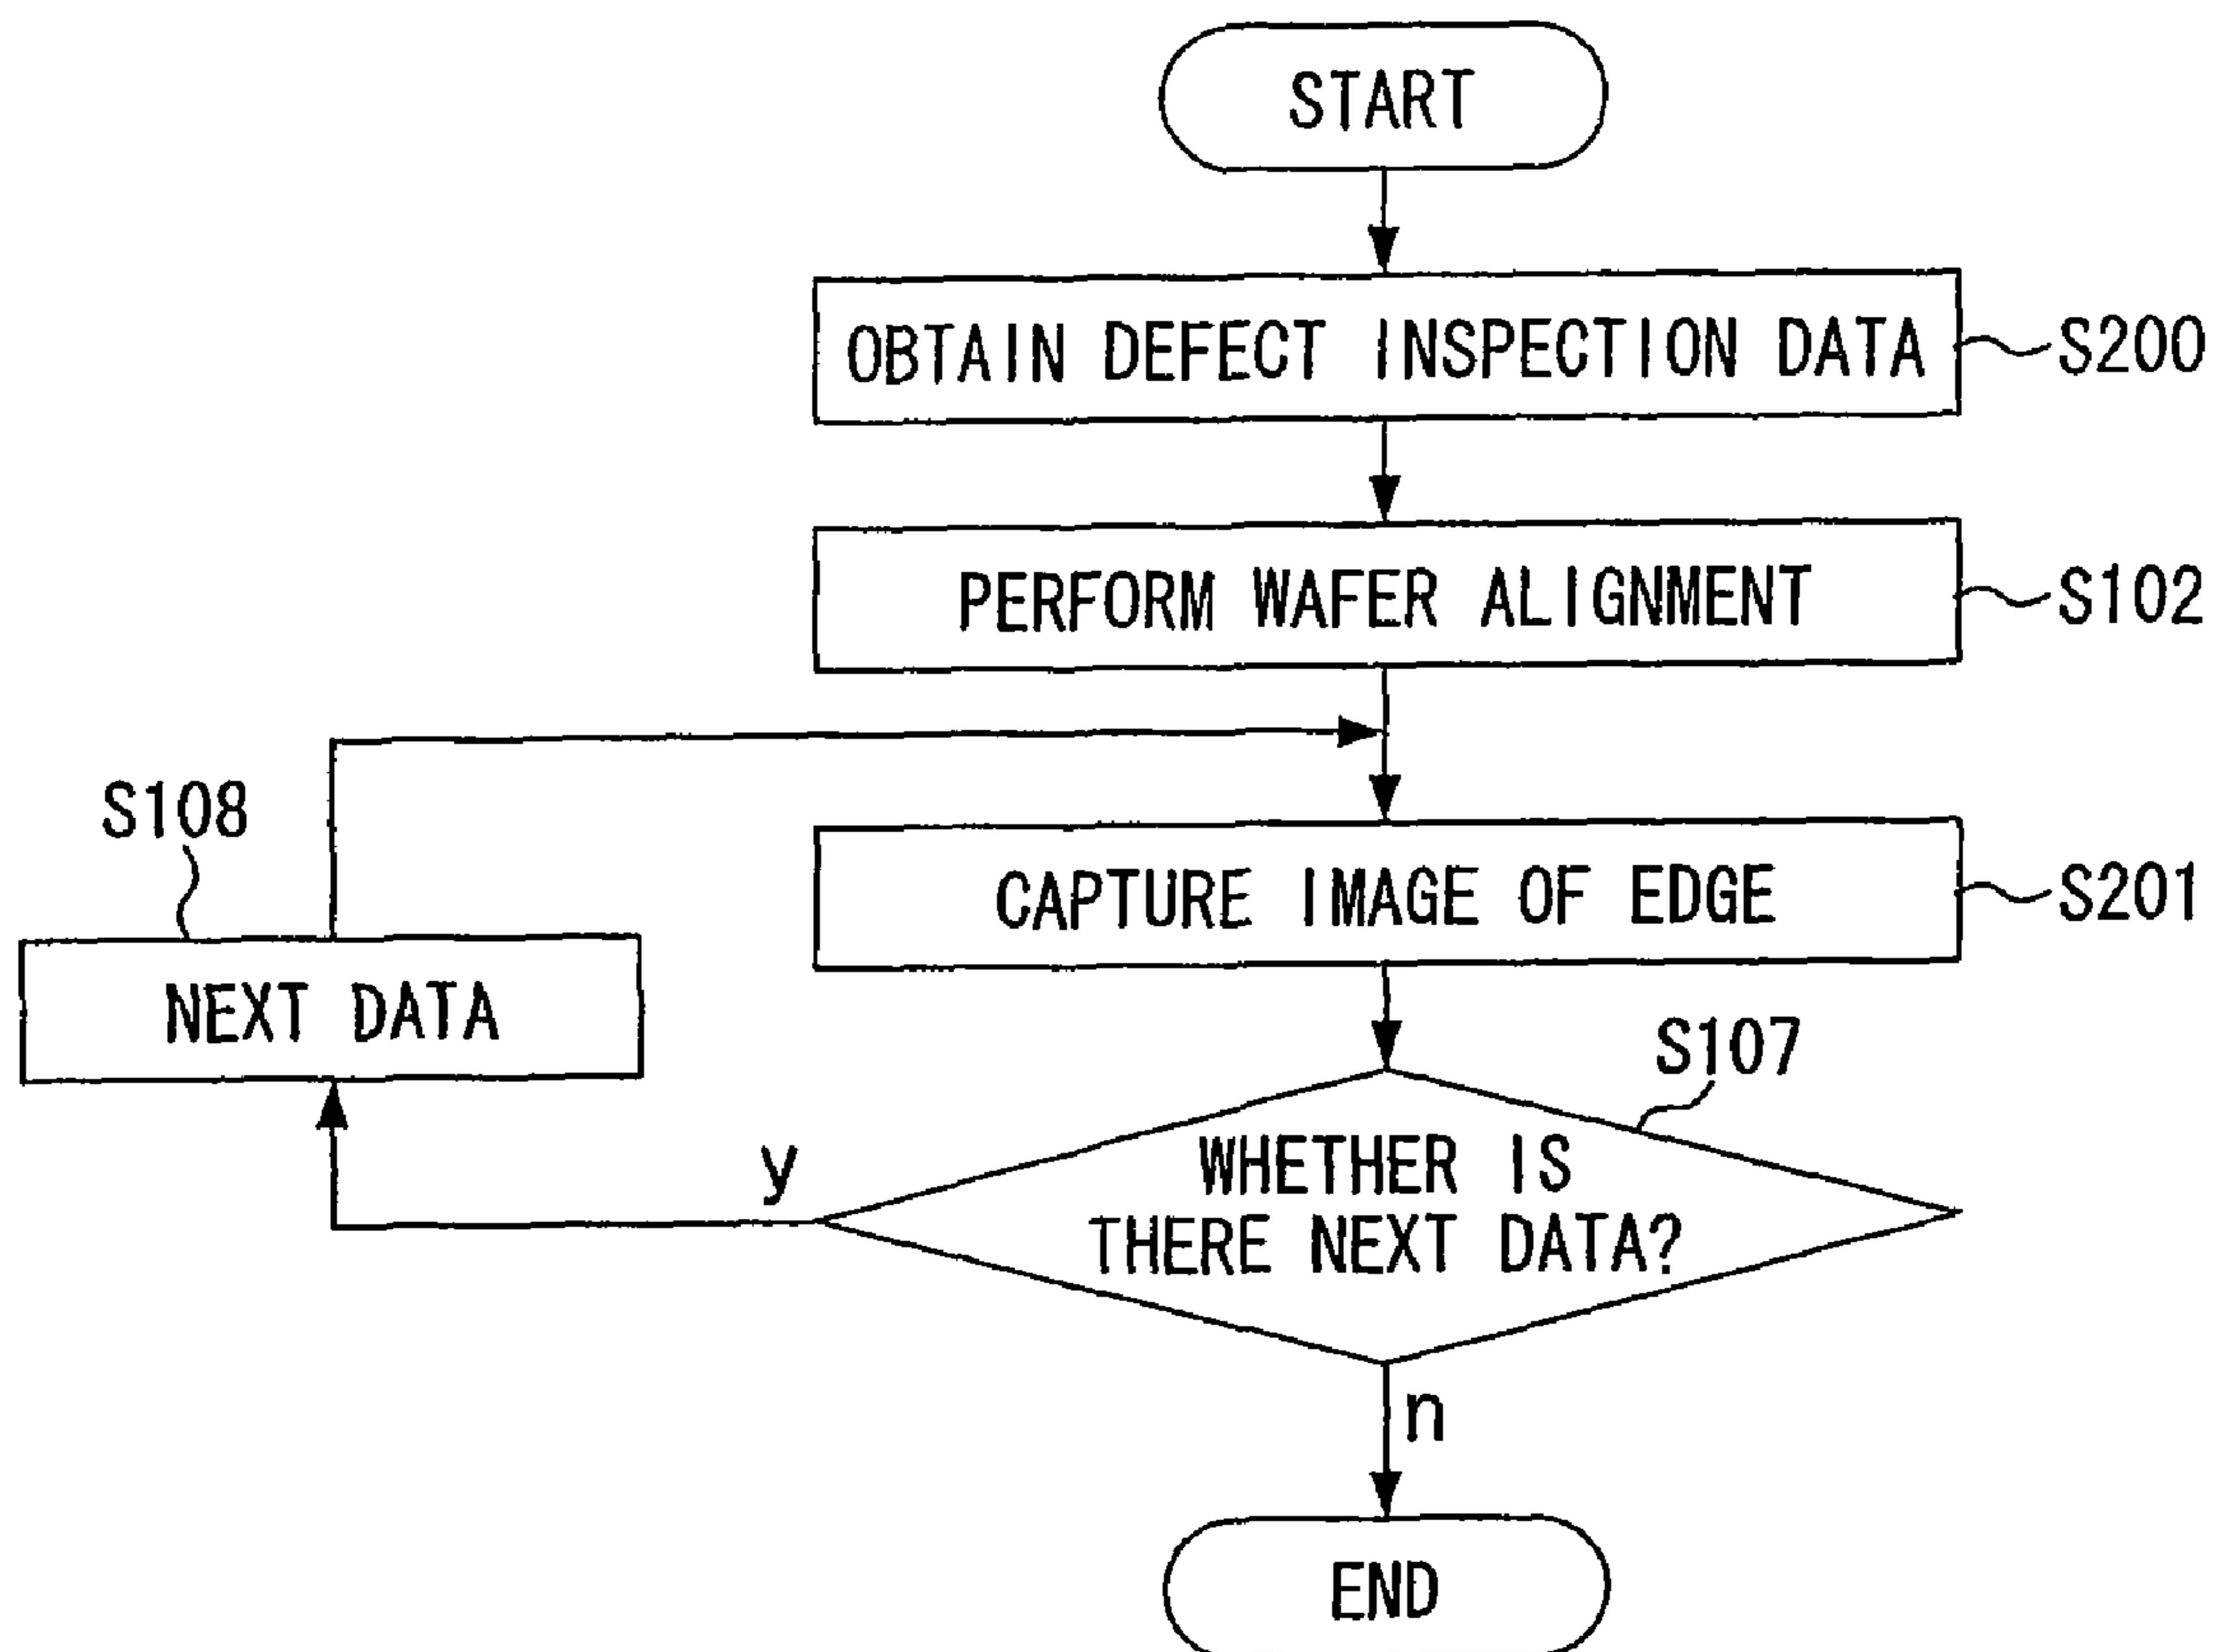 START
OBTAIN DEFECT INSPECTION DATA
S200
PERFORM WAFER ALIGNMENT
S102
S108
CAPTURE IMAGE OF EDGE
S201
NEXT DATA
S107
y
WHETHER IS
THERE NEXT DATA?
n
END